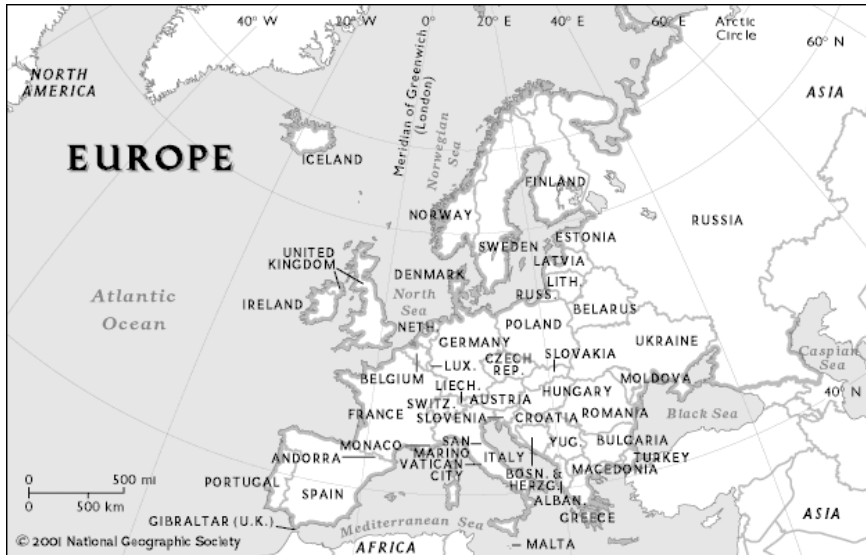 40° W
20° W
0°
20° E
40° E
60° E
Arctic
Circle
60° N
NORTH
AMERICA
ASIA
Meridian of Greenwich
(London)
Norwegian
Sea
EUROPE
ICELAND
FINLAND
NORWAY
RUSSIA
SWEDEN
ESTONIA
UNITED
KINGDOM
LATVIA
DENMARK
LITH.
Atlantic
Ocean
North
Sea
RUSS.
IRELAND
BELARUS
NETH.
POLAND
GERMANY
UKRAINE
CZECH
REP.
SLOVAKIA
Caspian
Sea
LUX.
BELGIUM
LIECH.
MOLDOVA
AUSTRIA
HUNGARY
40° N
SWITZ.
FRANCE
SLOVENIA
CROATIA
ROMANIA
Black Sea
MONACO
SAN
MARINO
ITALY
YUG.
BULGARIA
ANDORRA
VATICAN
CITY
TURKEY
BOSN. &
HERZG.
MACEDONIA
0 500 mi
0 500 km
PORTUGAL
SPAIN
ALBAN.
GREECE
GIBRALTAR (U.K.)
Mediterranean Sea
ASIA
© 2001 National Geographic Society
AFRICA
MALTA